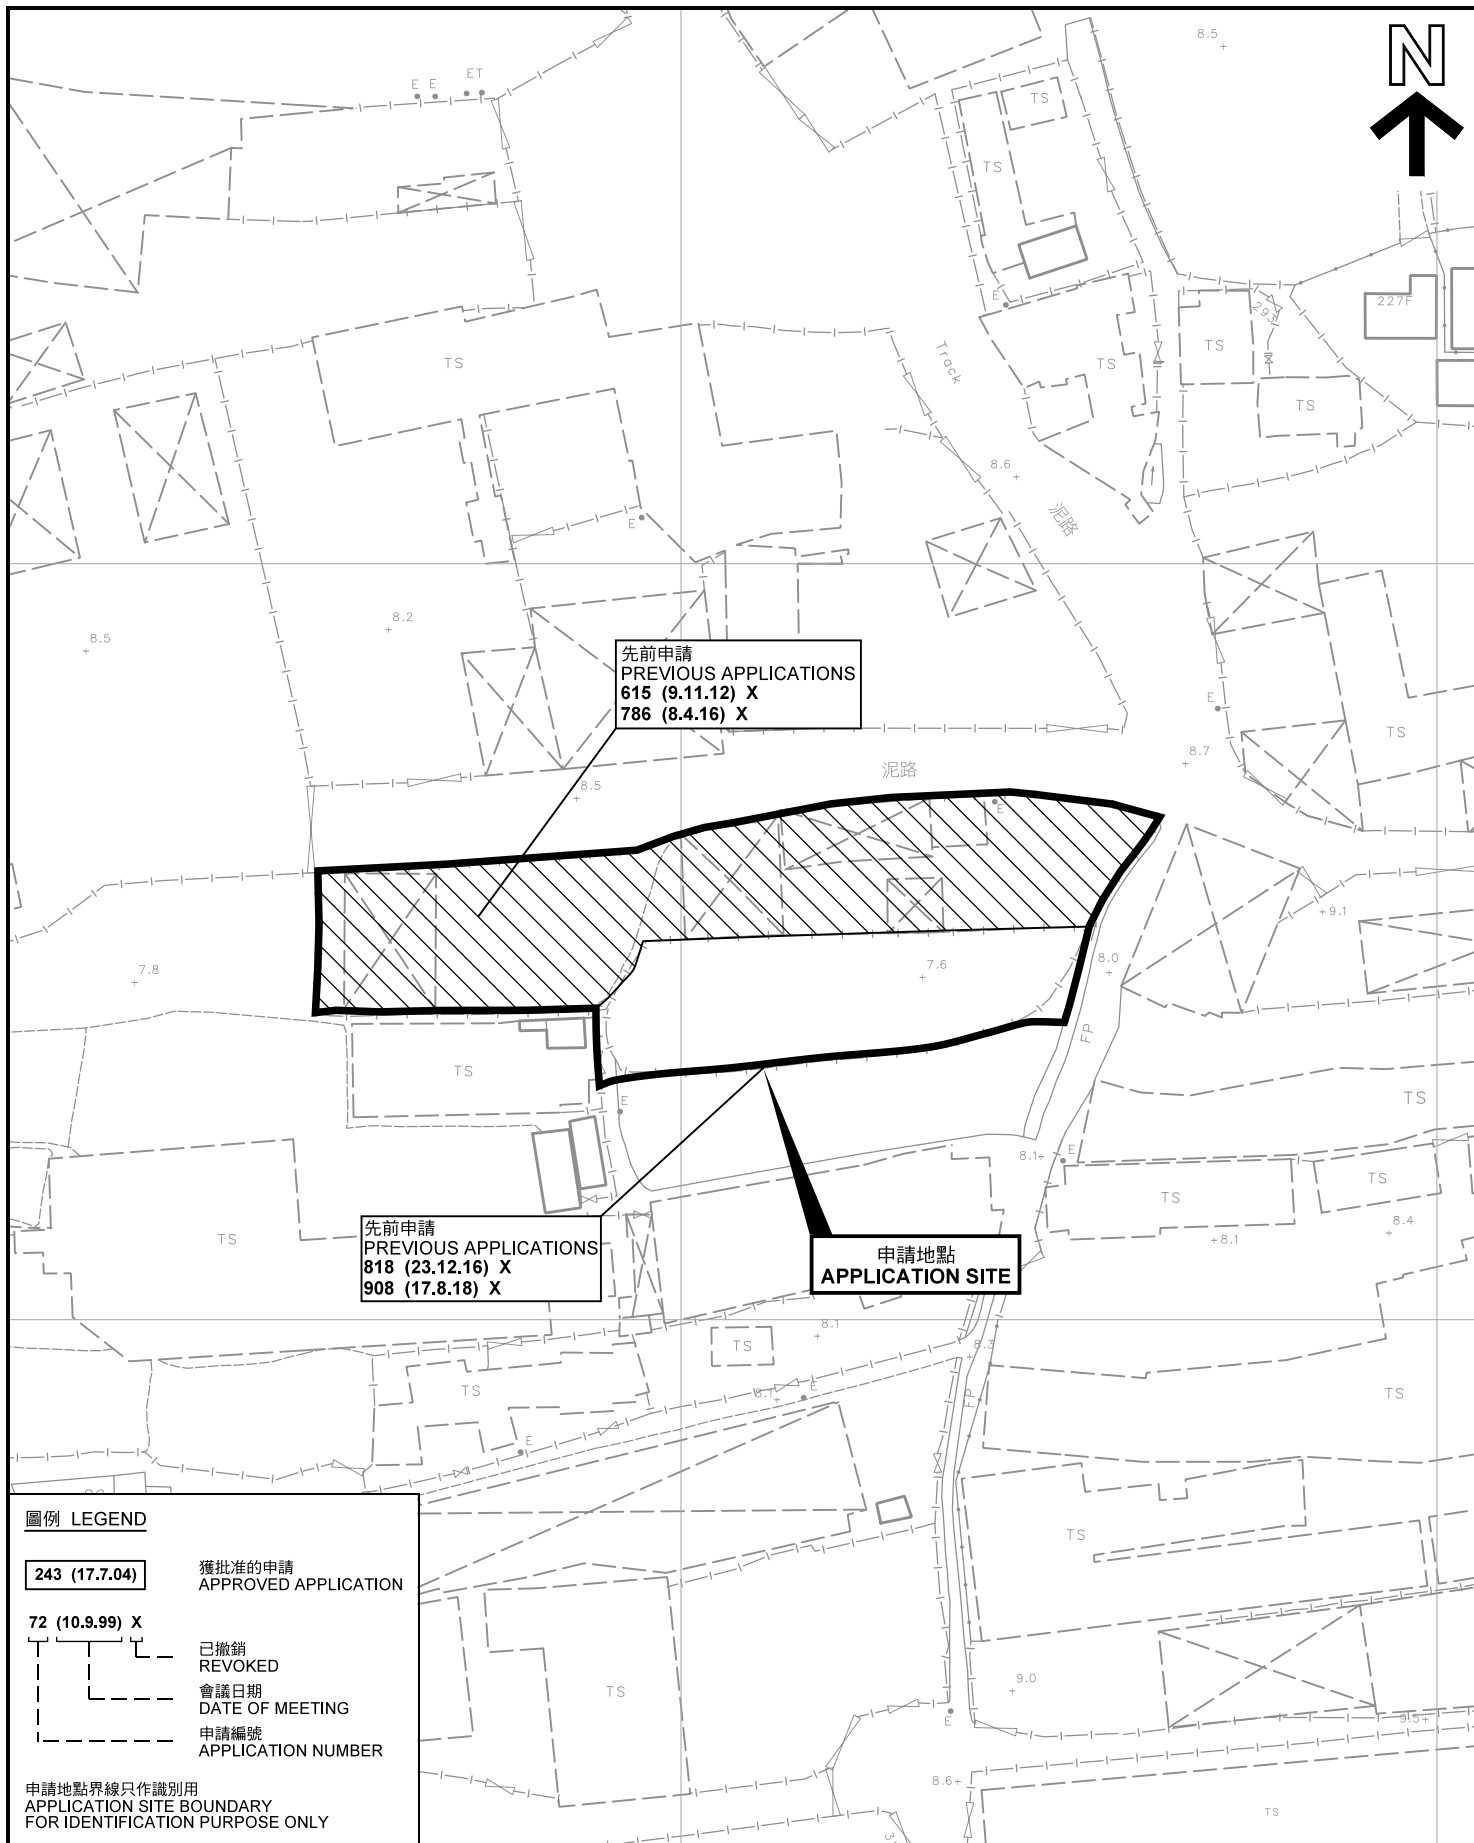 N
8.5
E E ET
TS
TS
E
227F
293
TS
TS
TS
TS
Track
8.6
泥路
E
8.2
8.5
先前申請
PREVIOUS APPLICATIONS
615 (9.11.12) X
786 (8.4.16) X
E
TS
8.7
泥路
8.5
E
9.1
7.8
7.6
8.0
FP
TS
TS
E
8.1
E
TS
TS
8.4
8.1
TS
先前申請
PREVIOUS APPLICATIONS
818 (23.12.16) X
908 (17.8.18) X
申請地點
APPLICATION SITE
8.1
TS
8.3
TS
8.1
E
FP
TS
E
TS
圖例 LEGEND
243 (17.7.04)
獲批准的申請
APPROVED APPLICATION
72 (10.9.99) X
已撤銷
REVOKED
會議日期
DATE OF MEETING
申請編號
APPLICATION NUMBER
申請地點界線只作識別用
APPLICATION SITE BOUNDARY
FOR IDENTIFICATION PURPOSE ONLY
TS
9.0
E
9.5
8.6
TS